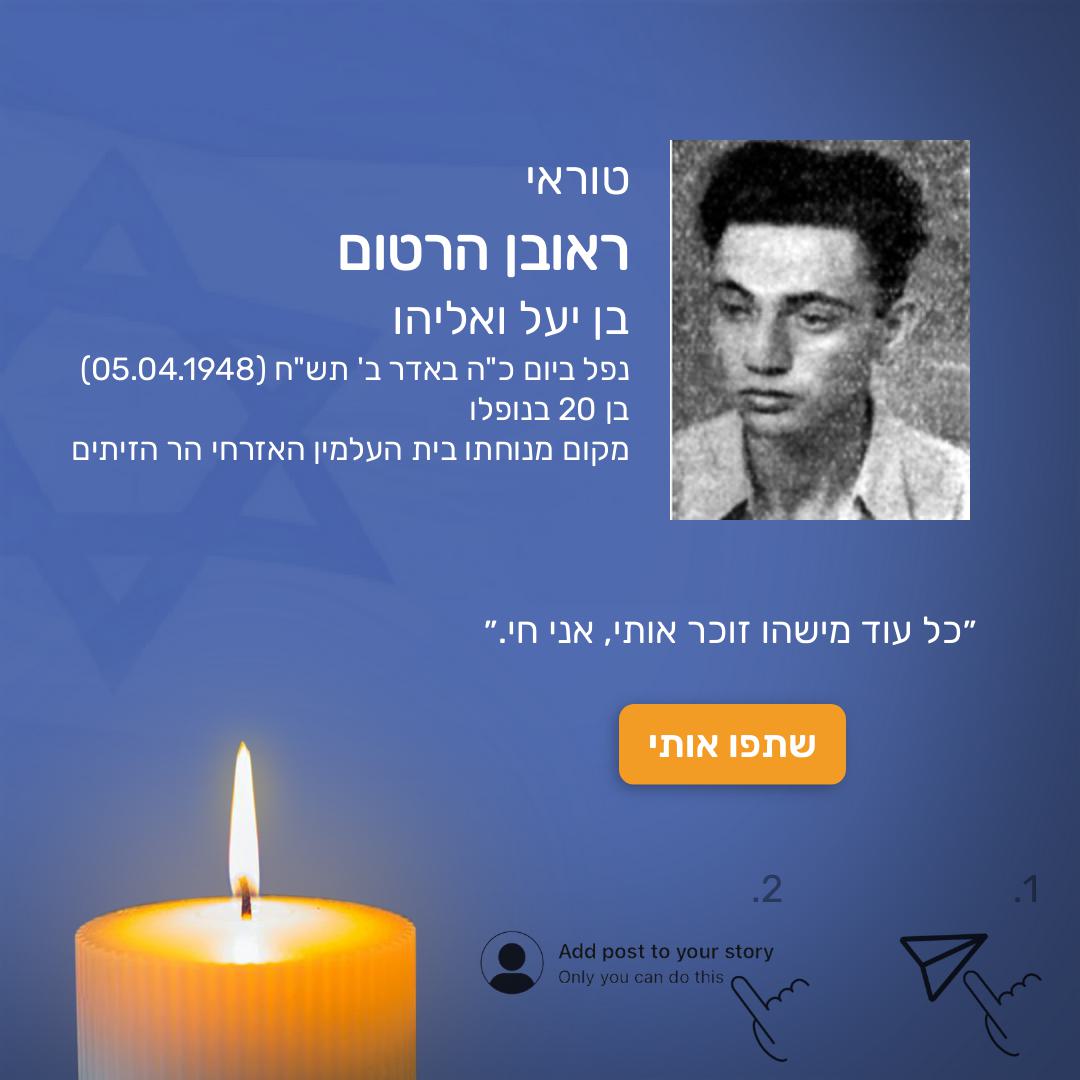 טוראי
ראובן הרטום
בן יעל ואליהו
נפל ביום כ"ה באדר ב' תש"ח (05.04.1948)
בן 20 בנופלו
מקום מנוחתו בית העלמין האזרחי הר הזיתים
״כל עוד מישהו זוכר אותי, אני חי.״
שתפו אותי
1.
2.
Add post to your story
Only you can do this